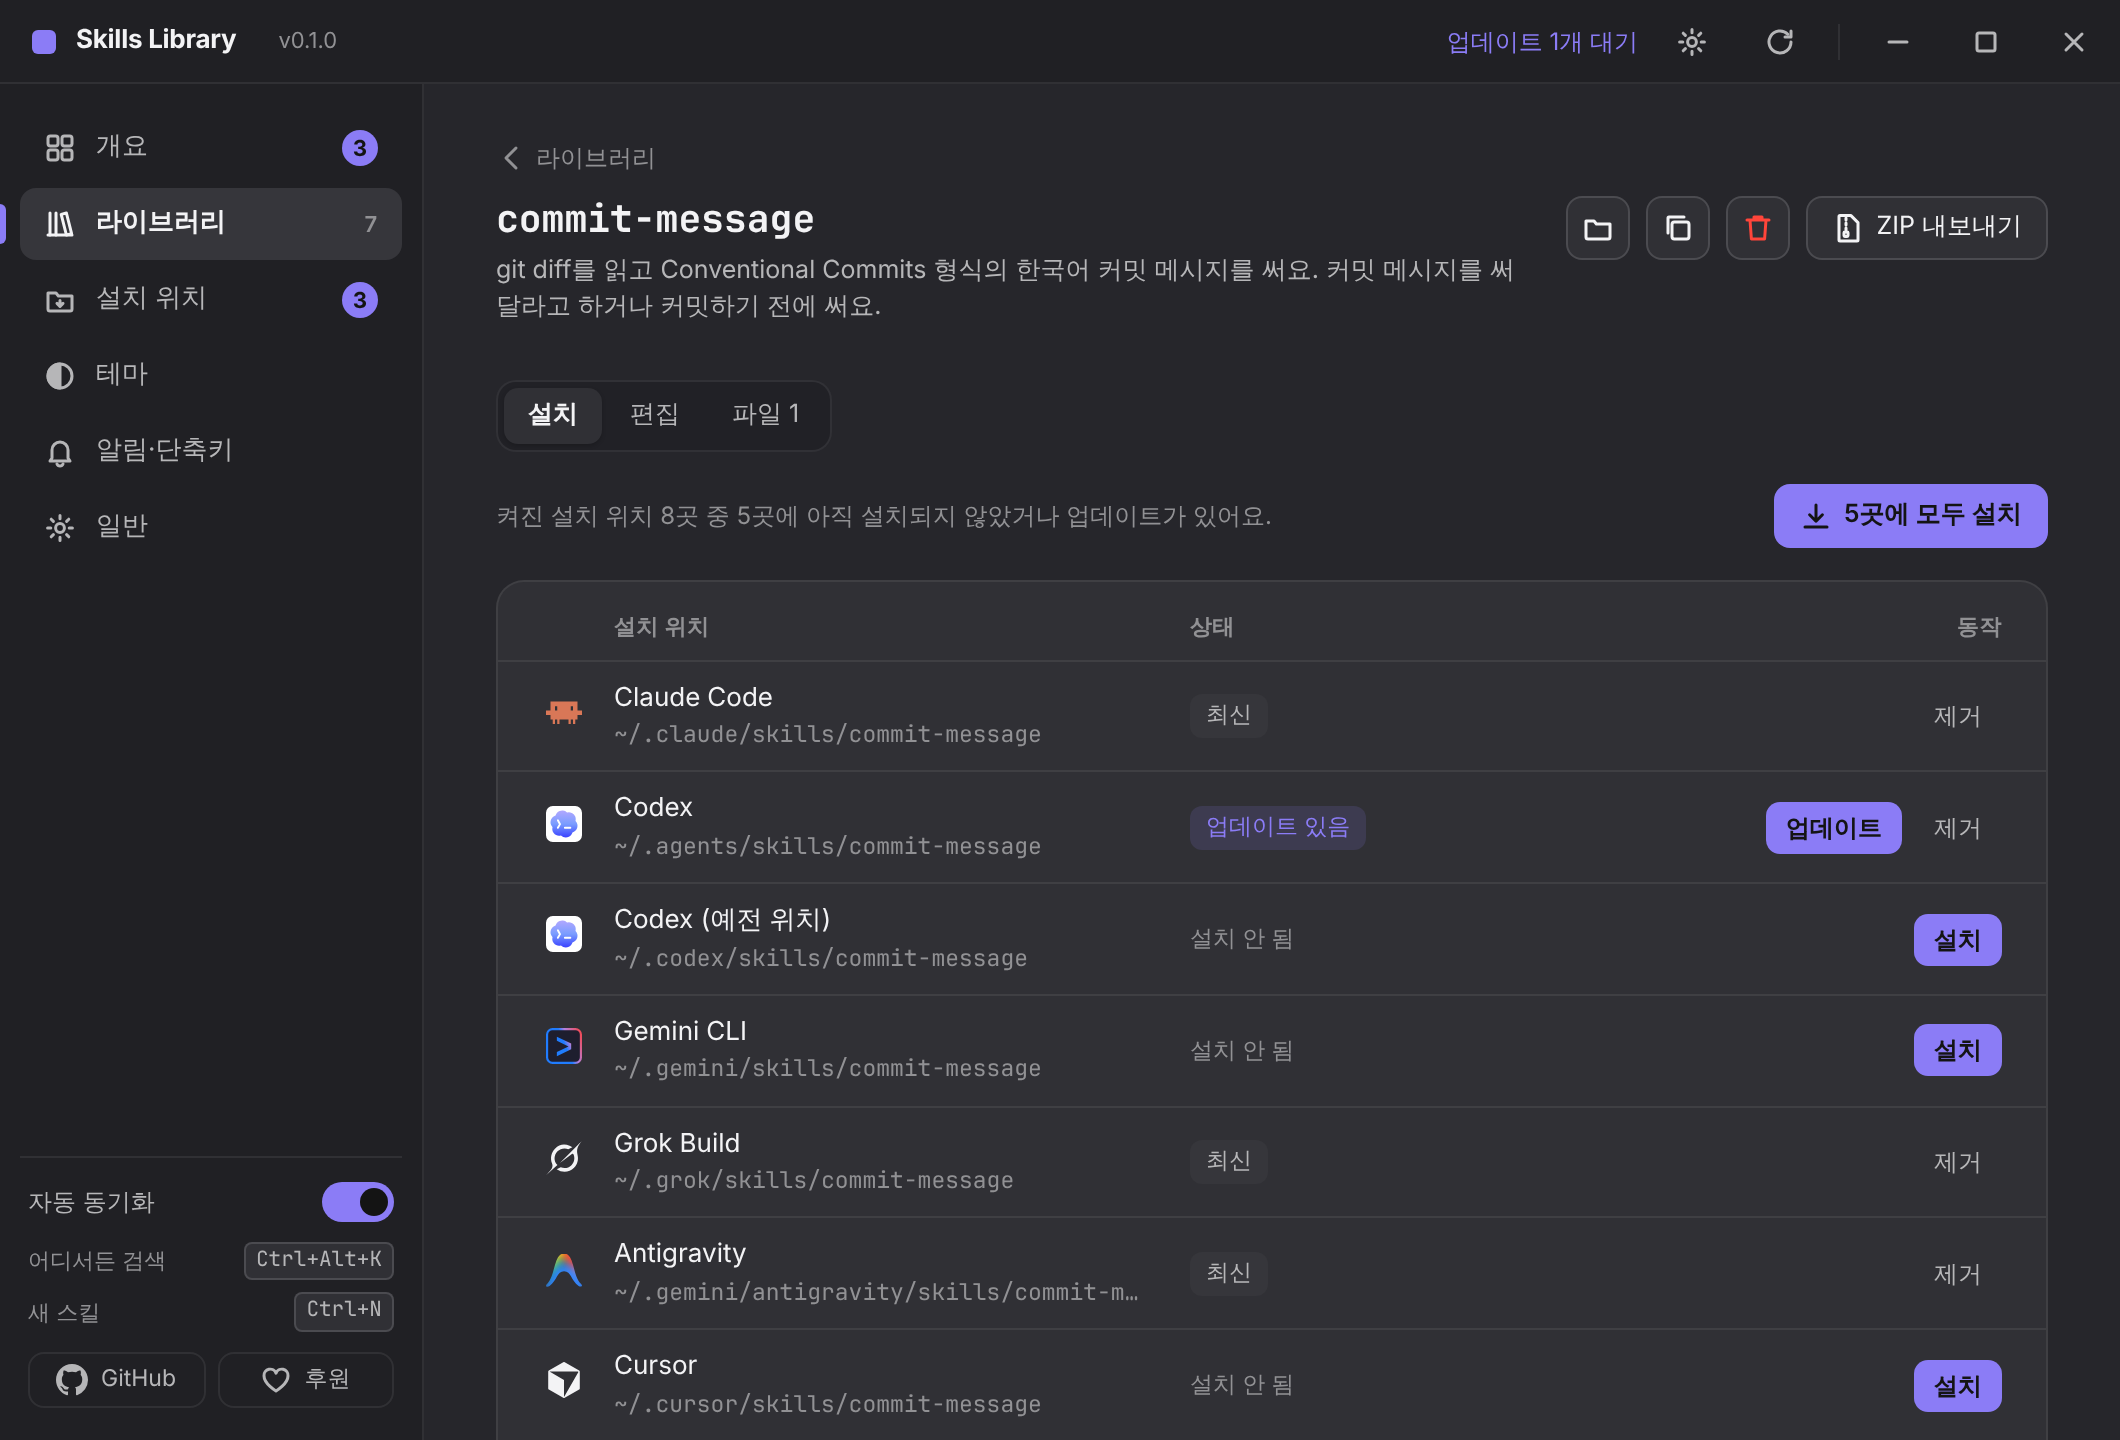 Skills Library v0.1.0
업데이트 1개 대기
개요 3
라이브러리 7
설치 위치 3
테마
알림·단축키
일반
자동 동기화
어디서든 검색 Ctrl+Alt+K
새 스킬 Ctrl+N
GitHub 후원
라이브러리
commit-message
git diff를 읽고 Conventional Commits 형식의 한국어 커밋 메시지를 써요. 커밋 메시지를 써
달라고 하거나 커밋하기 전에 써요.
ZIP 내보내기
설치 편집 파일 1
켜진 설치 위치 8곳 중 5곳에 아직 설치되지 않았거나 업데이트가 있어요.
5곳에 모두 설치
설치 위치 상태 동작
Claude Code
~/.claude/skills/commit-message
최신 제거
Codex
~/.agents/skills/commit-message
업데이트 있음 업데이트 제거
Codex (예전 위치)
~/.codex/skills/commit-message
설치 안 됨 설치
Gemini CLI
~/.gemini/skills/commit-message
설치 안 됨 설치
Grok Build
~/.grok/skills/commit-message
최신 제거
Antigravity
~/.gemini/antigravity/skills/commit-m…
최신 제거
Cursor
~/.cursor/skills/commit-message
설치 안 됨 설치